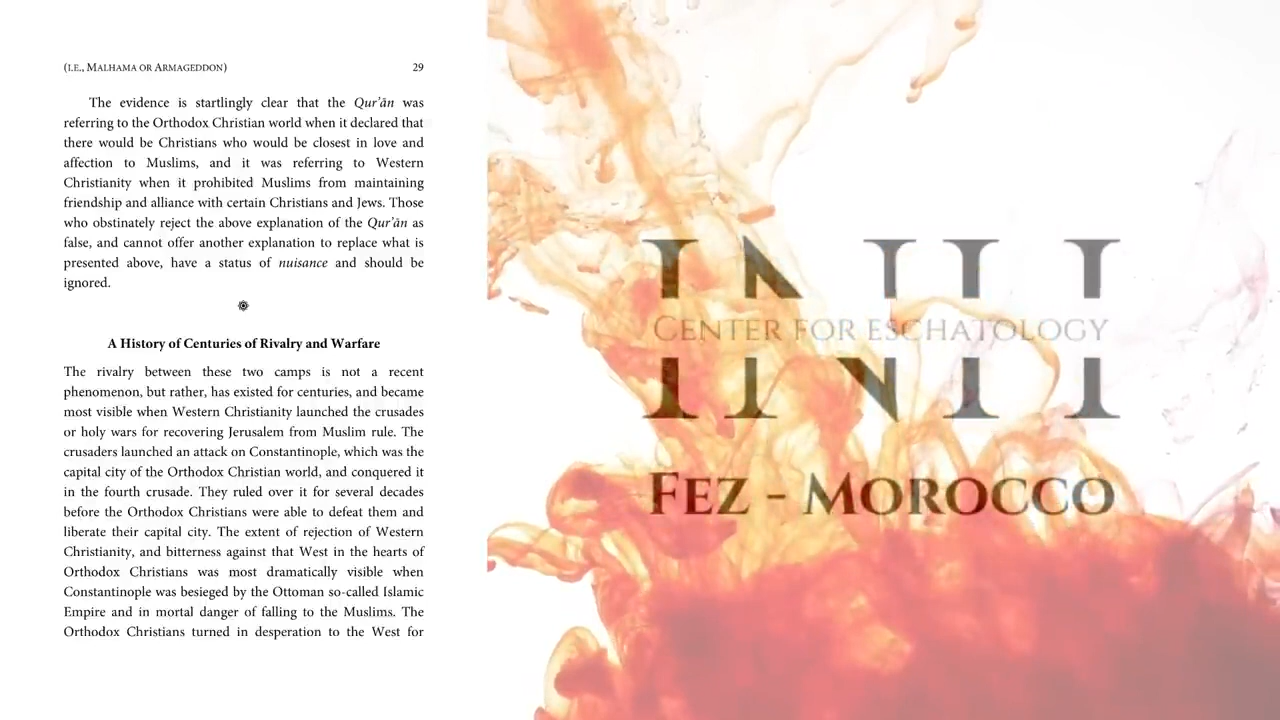 (I.E., MALHAMA OR ARMAGEDDON) 29
The evidence is startlingly clear that the Qur'ān was
referring to the Orthodox Christian world when it declared that
there would be Christians who would be closest in love and
affection to Muslims, and it was referring to Western
Christianity when it prohibited Muslims from maintaining
friendship and alliance with certain Christians and Jews. Those
who obstinately reject the above explanation of the Qur'ān as
false, and cannot offer another explanation to replace what is
presented above, have a status of nuisance and should be
ignored.
A History of Centuries of Rivalry and Warfare
The rivalry between these two camps is not a recent
phenomenon, but rather, has existed for centuries, and became
most visible when Western Christianity launched the crusades
or holy wars for recovering Jerusalem from Muslim rule. The
crusaders launched an attack on Constantinople, which was the
capital city of the Orthodox Christian world, and conquered it
in the fourth crusade. They ruled over it for several decades
before the Orthodox Christians were able to defeat them and
liberate their capital city. The extent of rejection of Western
Christianity, and bitterness against that West in the hearts of
Orthodox Christians was most dramatically visible when
Constantinople was besieged by the Ottoman so-called Islamic
Empire and in mortal danger of falling to the Muslims. The
Orthodox Christians turned in desperation to the West for
INH
CENTER FOR ESCHATOLOGY
FEZ - MOROCCO